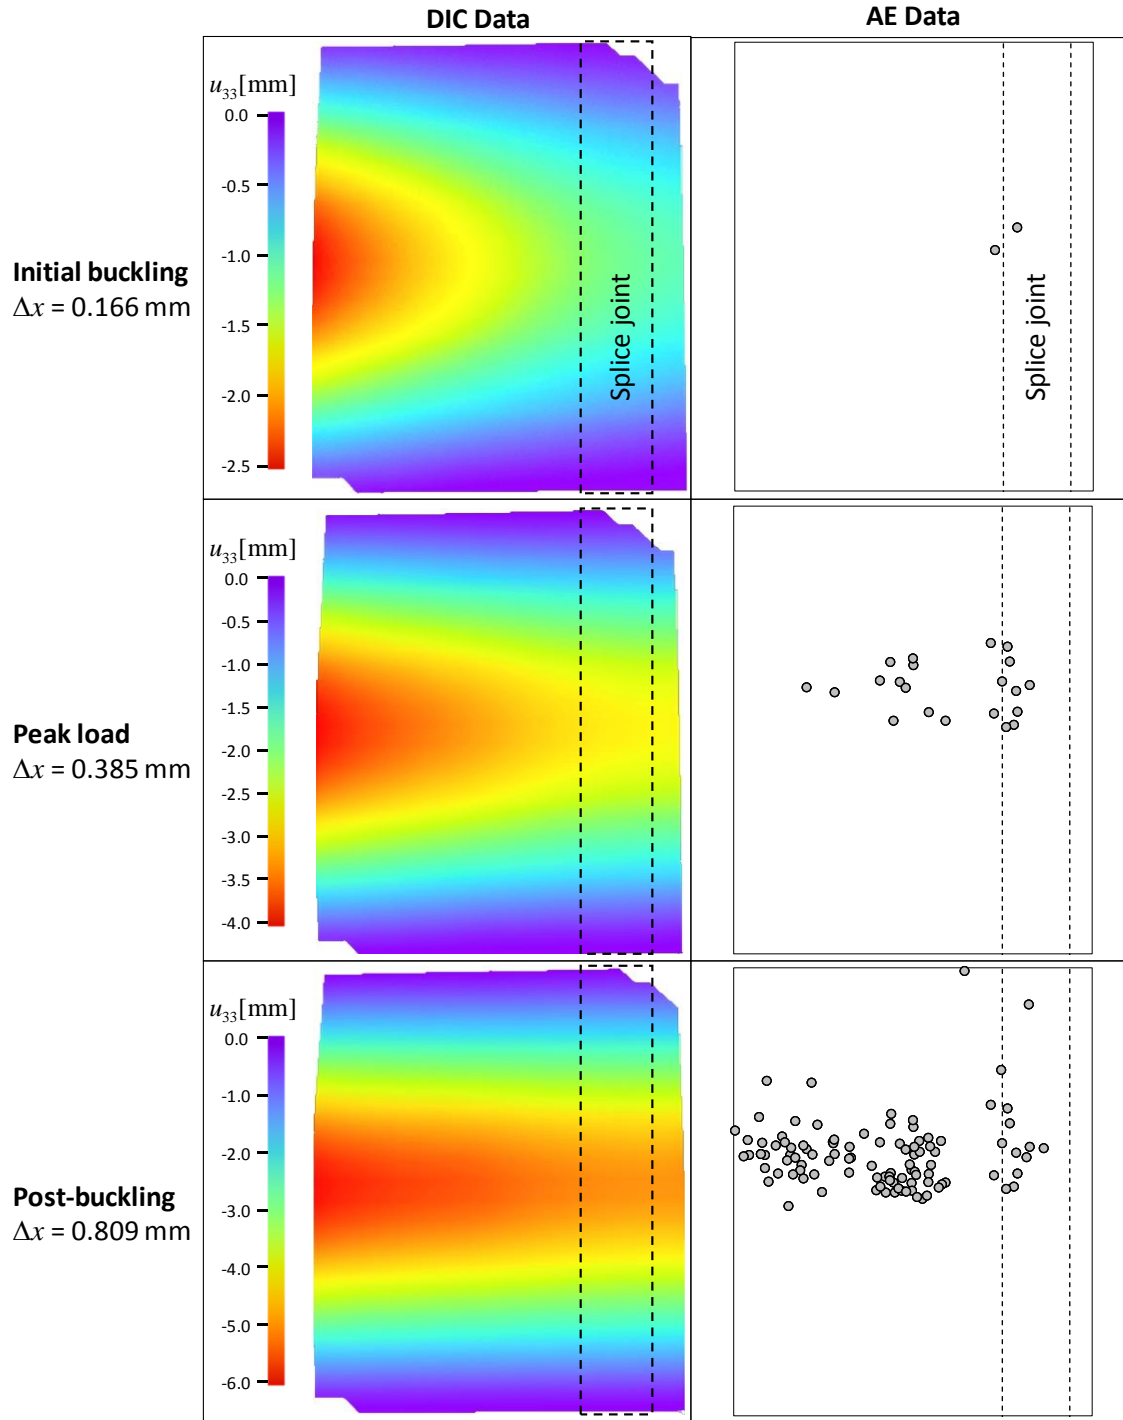 DIC Data
AE Data
Initial buckling
Δx = 0.166 mm
u₃₃[mm]
0.0
-0.5
-1.0
-1.5
-2.0
-2.5
Splice joint
Splice joint
Peak load
Δx = 0.385 mm
u₃₃[mm]
0.0
-0.5
-1.0
-1.5
-2.0
-2.5
-3.0
-3.5
-4.0
Post-buckling
Δx = 0.809 mm
u₃₃[mm]
0.0
-1.0
-2.0
-3.0
-4.0
-5.0
-6.0